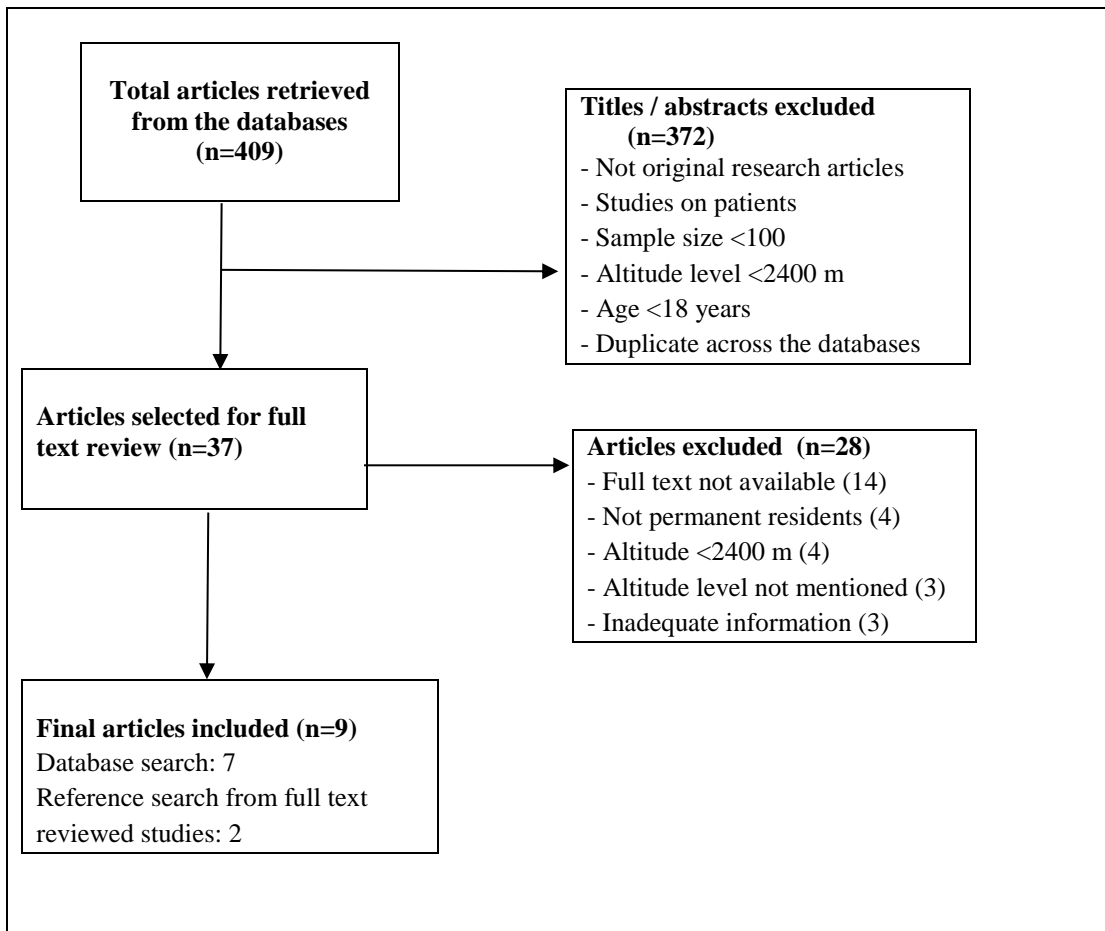 Total articles retrieved
from the databases
(n=409)
Titles / abstracts excluded
(n=372)
- Not original research articles
- Studies on patients
- Sample size <100
- Altitude level <2400 m
- Age <18 years
- Duplicate across the databases
Articles selected for full
text review (n=37)
Articles excluded  (n=28)
- Full text not available (14)
- Not permanent residents (4)
- Altitude <2400 m (4)
- Altitude level not mentioned (3)
- Inadequate information (3)
Final articles included (n=9)
Database search: 7
Reference search from full text
reviewed studies: 2